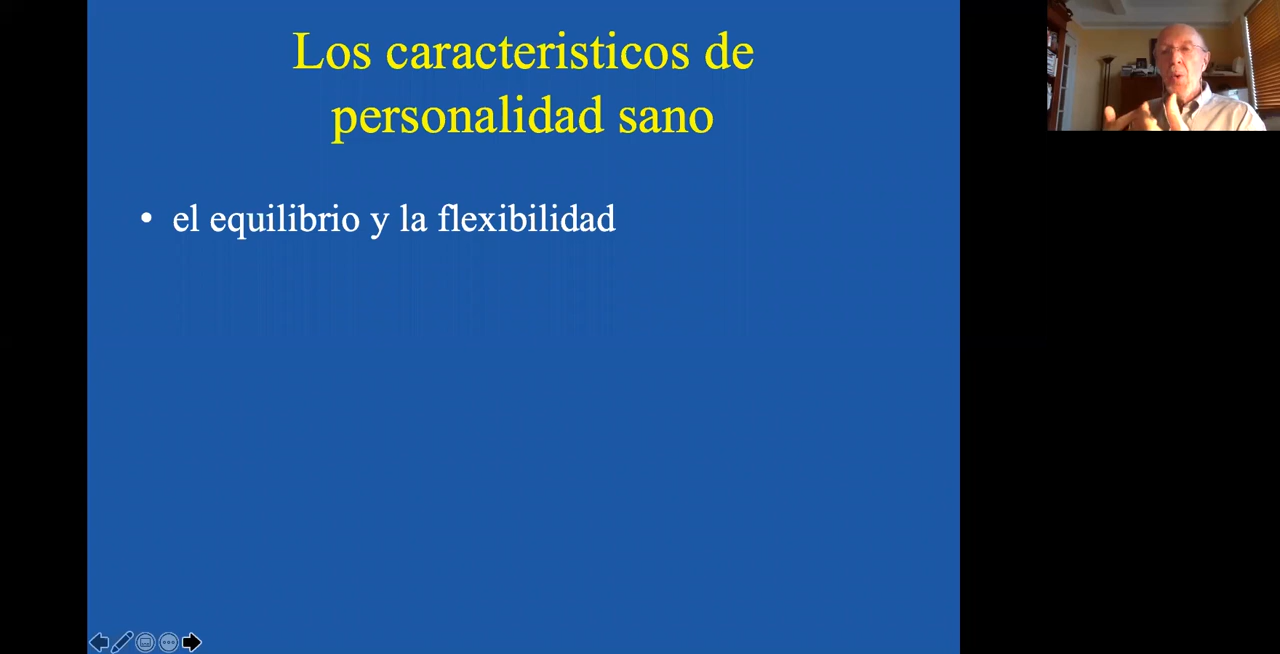 Los caracteristicos de
personalidad sano
• el equilibrio y la flexibilidad